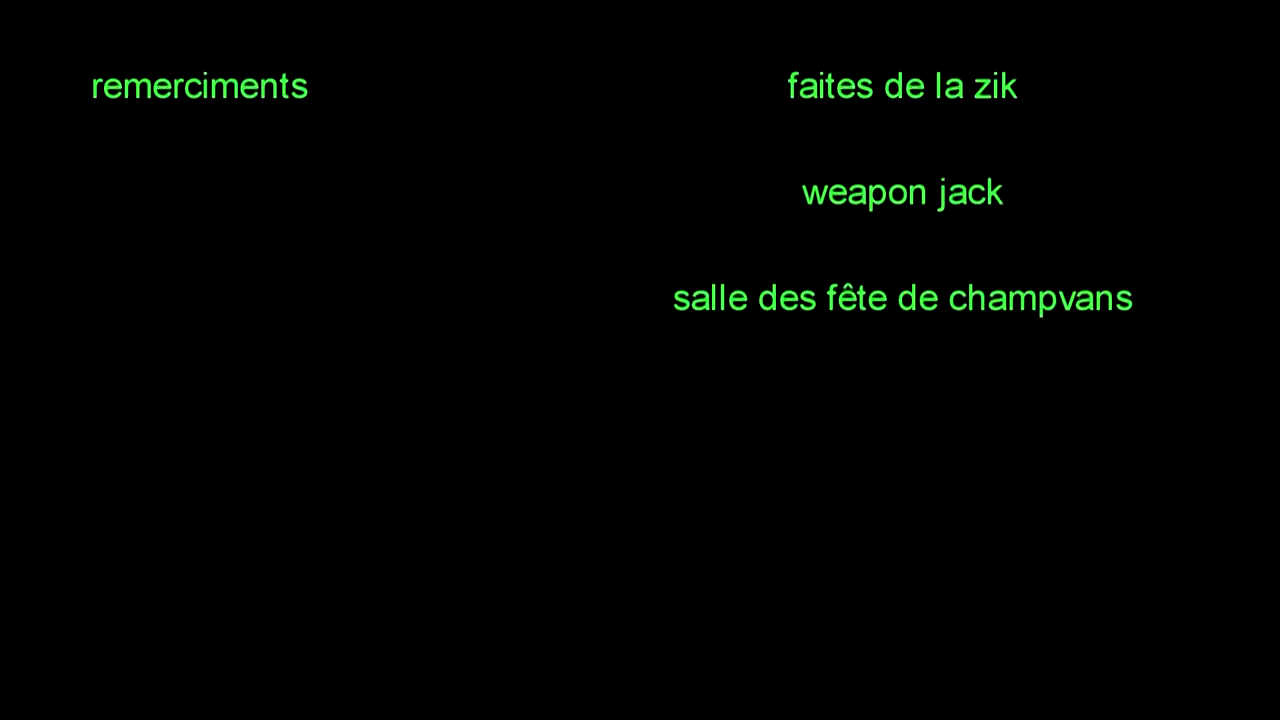 remerciments
faites de la zik
weapon jack
salle des fête de champvans